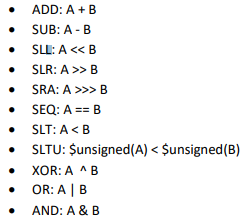 • ADD: A + B
• SUB: A - B
• SLL: A << B
• SLR: A >> B
• SRA: A >>> B
• SEQ: A == B
• SLT: A < B
• SLTU: $unsigned(A) < $unsigned(B)
• XOR: A ^ B
• OR: A | B
• AND: A & B